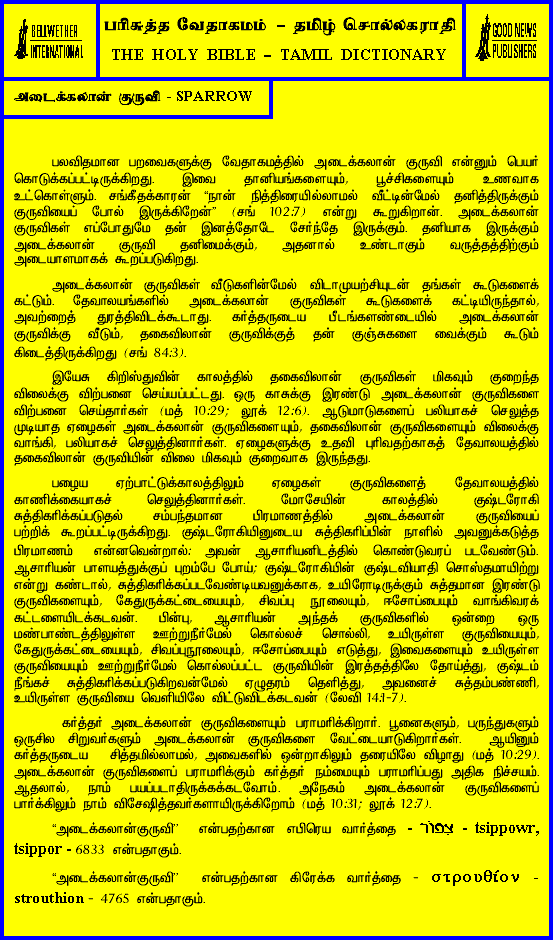 BELLWETHER
INTERNATIONAL
பரிசுத்த வேதாகமம் – தமிழ் சொல்லகராதி
THE HOLY BIBLE – TAMIL DICTIONARY
GOOD NEWS
PUBLISHERS
அடைக்கலான் குருவி - SPARROW
பலவிதமான பறவைகளுக்கு வேதாகமத்தில் அடைக்கலான் குருவி என்னும் பெயர்
கொடுக்கப்பட்டிருக்கிறது. இவை தானியங்களையும், பூச்சிகளையும் உணவாக
உட்கொள்ளும். சங்கீதக்காரன் “நான் நித்திரையில்லாமல் வீட்டின்மேல் தனித்திருக்கும்
குருவியைப் போல் இருக்கிறேன்” (சங் 102:7) என்று கூறுகிறான். அடைக்கலான்
குருவிகள் எப்போதுமே தன் இனத்தோடே சேர்ந்தே இருக்கும். தனியாக இருக்கும்
அடைக்கலான் குருவி தனிமைக்கும், அதனால் உண்டாகும் வருத்தத்திற்கும்
அடையாளமாகக் கூறப்படுகிறது.
அடைக்கலான் குருவிகள் வீடுகளின்மேல் விடாமுயற்சியுடன் தங்கள் கூடுகளைக்
கட்டும். தேவாலயங்களில் அடைக்கலான் குருவிகள் கூடுகளைக் கட்டியிருந்தால்,
அவற்றைத் துரத்திவிடக்கூடாது. கர்த்தருடைய பீடங்களண்டையில் அடைக்கலான்
குருவிக்கு வீடும், தகைவிலான் குருவிக்குத் தன் குஞ்சுகளை வைக்கும் கூடும்
கிடைத்திருக்கிறது (சங் 84:3).
இயேசு கிறிஸ்துவின் காலத்தில் தகைவிலான் குருவிகள் மிகவும் குறைந்த
விலைக்கு விற்பனை செய்யப்பட்டது. ஒரு காசுக்கு இரண்டு அடைக்கலான் குருவிகளை
விற்பனை செய்தார்கள் (மத் 10:29; லூக் 12:6). ஆடுமாடுகளைப் பலியாகச் செலுத்த
முடியாத ஏழைகள் அடைக்கலான் குருவிகளையும், தகைவிலான் குருவிகளையும் விலைக்கு
வாங்கி, பலியாகச் செலுத்தினார்கள். ஏழைகளுக்கு உதவி புரிவதற்காகத் தேவாலயத்தில்
தகைவிலான் குருவியின் விலை மிகவும் குறைவாக இருந்தது.
பழைய ஏற்பாட்டுக்காலத்திலும் ஏழைகள் குருவிகளைத் தேவாலயத்தில்
காணிக்கையாகச் செலுத்தினார்கள். மோசேயின் காலத்தில் குஷ்டரோகி
சுத்திகரிக்கப்படுதல் சம்பந்தமான பிரமாணத்தில் அடைக்கலான் குருவியைப்
பற்றிக் கூறப்பட்டிருக்கிறது. குஷ்டரோகியினுடைய சுத்திகரிப்பின் நாளில் அவனுக்கடுத்த
பிரமாணம் என்னவென்றால்: அவன் ஆசாரியனிடத்தில் கொண்டுவரப் படவேண்டும்.
ஆசாரியன் பாளயத்துக்குப் புறம்பே போய்; குஷ்டரோகியின் குஷ்டவியாதி சொஸ்தமாயிற்று
என்று கண்டால், சுத்திகரிக்கப்படவேண்டியவனுக்காக, உயிரோடிருக்கும் சுத்தமான இரண்டு
குருவிகளையும், கேதுருக்கட்டையையும், சிவப்பு நூலையும், ஈசோப்பையும் வாங்கிவரக்
கட்டளையிடக்கடவன். பின்பு, ஆசாரியன் அந்தக் குருவிகளில் ஒன்றை ஒரு
மண்பாண்டத்திலுள்ள ஊற்றுநீர்மேல் கொல்லச் சொல்லி, உயிருள்ள குருவியையும்,
கேதுருக்கட்டையையும், சிவப்புநூலையும், ஈசோப்பையும் எடுத்து, இவைகளையும் உயிருள்ள
குருவியையும் ஊற்றுநீர்மேல் கொல்லப்பட்ட குருவியின் இரத்தத்திலே தோய்த்து, குஷ்டம்
நீங்கச் சுத்திகரிக்கப்படுகிறவன்மேல் ஏழுதரம் தெளித்து, அவனைச் சுத்தம்பண்ணி,
உயிருள்ள குருவியை வெளியிலே விட்டுவிடக்கடவன் (லேவி 14:1-7).
கர்த்தர் அடைக்கலான் குருவிகளையும் பராமரிக்கிறார். பூனைகளும், பருந்துகளும்
ஒருசில சிறுவர்களும் அடைக்கலான் குருவிகளை வேட்டையாடுகிறார்கள். ஆயினும்
கர்த்தருடைய சித்தமில்லாமல், அவைகளில் ஒன்றாகிலும் தரையிலே விழாது (மத் 10:29).
அடைக்கலான் குருவிகளைப் பராமரிக்கும் கர்த்தர் நம்மையும் பராமரிப்பது அதிக நிச்சயம்.
ஆதலால், நாம் பயப்படாதிருக்கக்கடவோம். அநேகம் அடைக்கலான் குருவிகளைப்
பார்க்கிலும் நாம் விசேஷித்தவர்களாயிருக்கிறோம் (மத் 10:31; லூக் 12:7).
“அடைக்கலான்குருவி” என்பதற்கான எபிரெய வார்த்தை - צִפּוֹר - tsippowr,
tsippor - 6833 என்பதாகும்.
“அடைக்கலான்குருவி” என்பதற்கான கிரேக்க வார்த்தை - στρουθίον -
strouthion - 4765 என்பதாகும்.